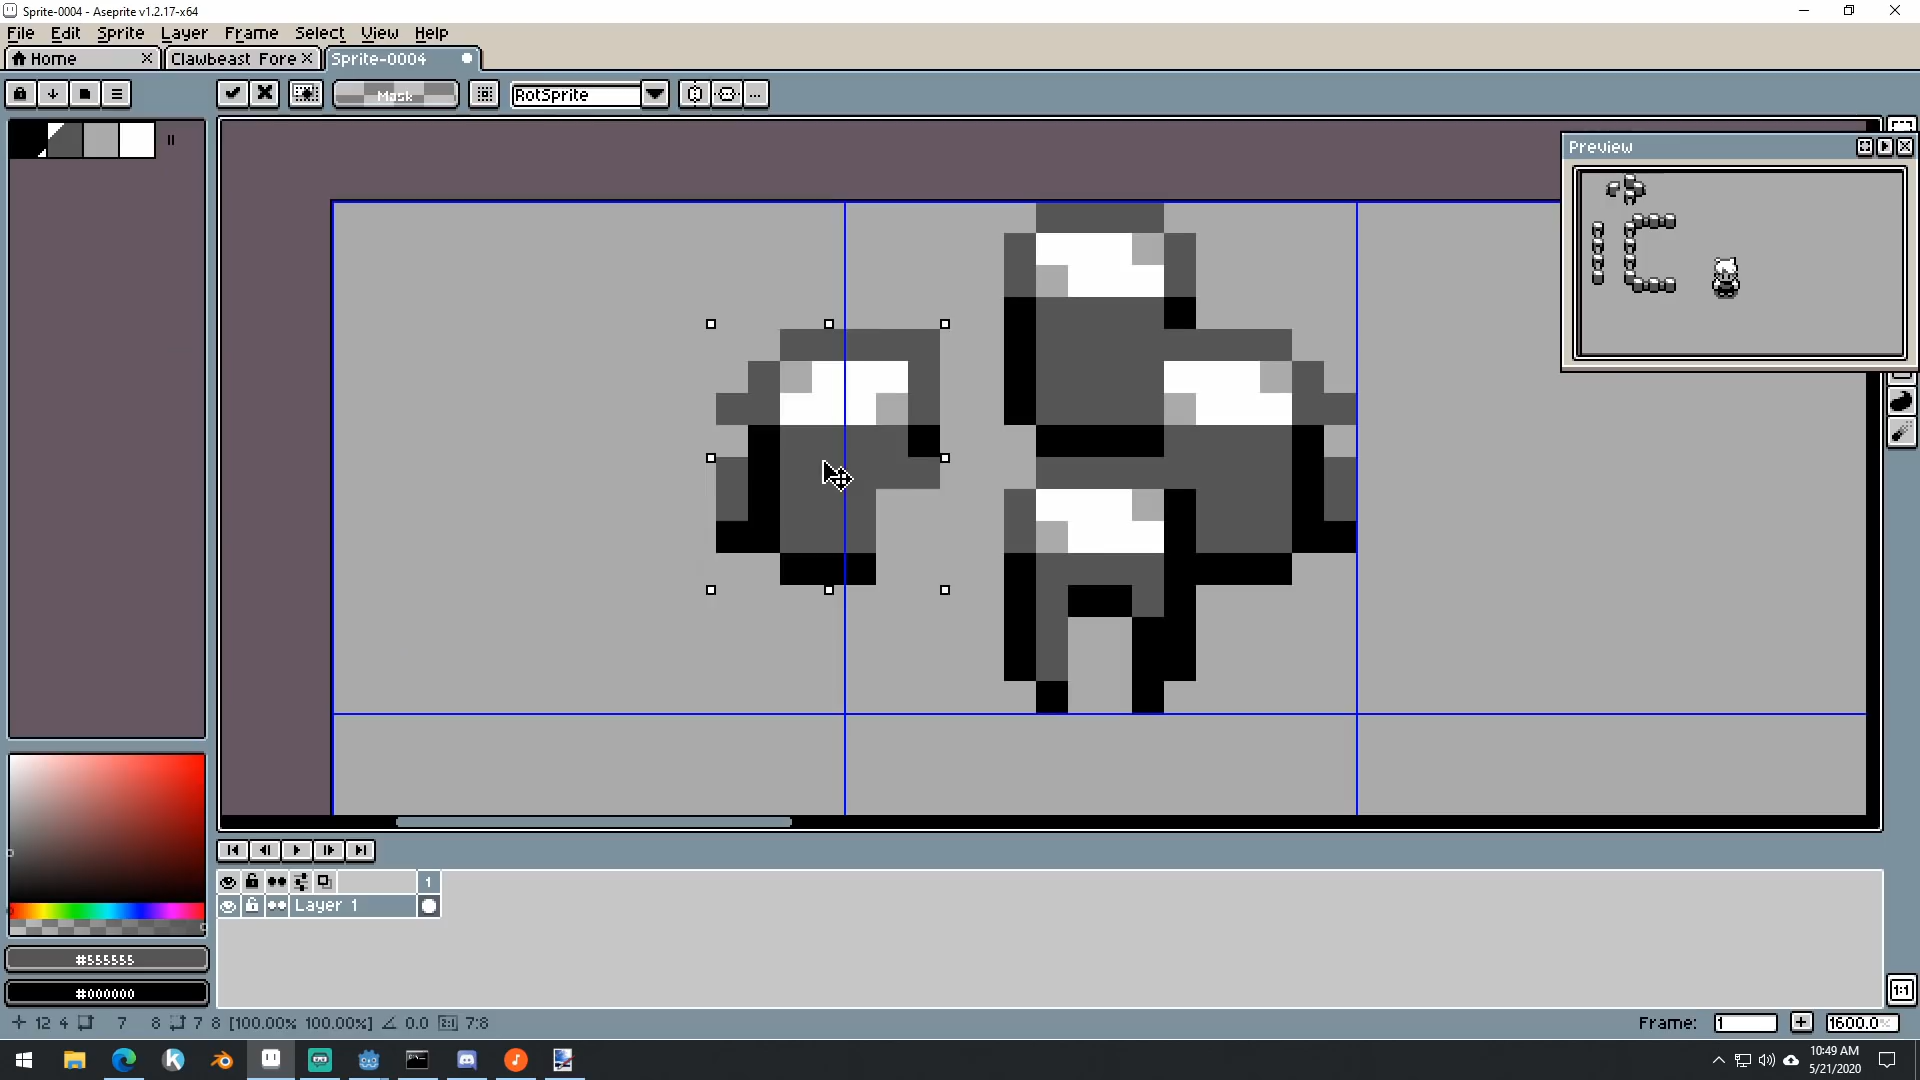 Sprite-0004 - Aseprite v1.2.17-x64
File Edit Sprite Layer Frame Select View Help
Home Clawbeast Fore Sprite-0004
Mask RotSprite ...
Preview
1
Layer 1
#555555
#000000
12 4 7 8 7 8 [100.00% 100.00%] 0.0 7:8 Frame: 1 + 1600.0%
1:1
10:49 AM
5/21/2020